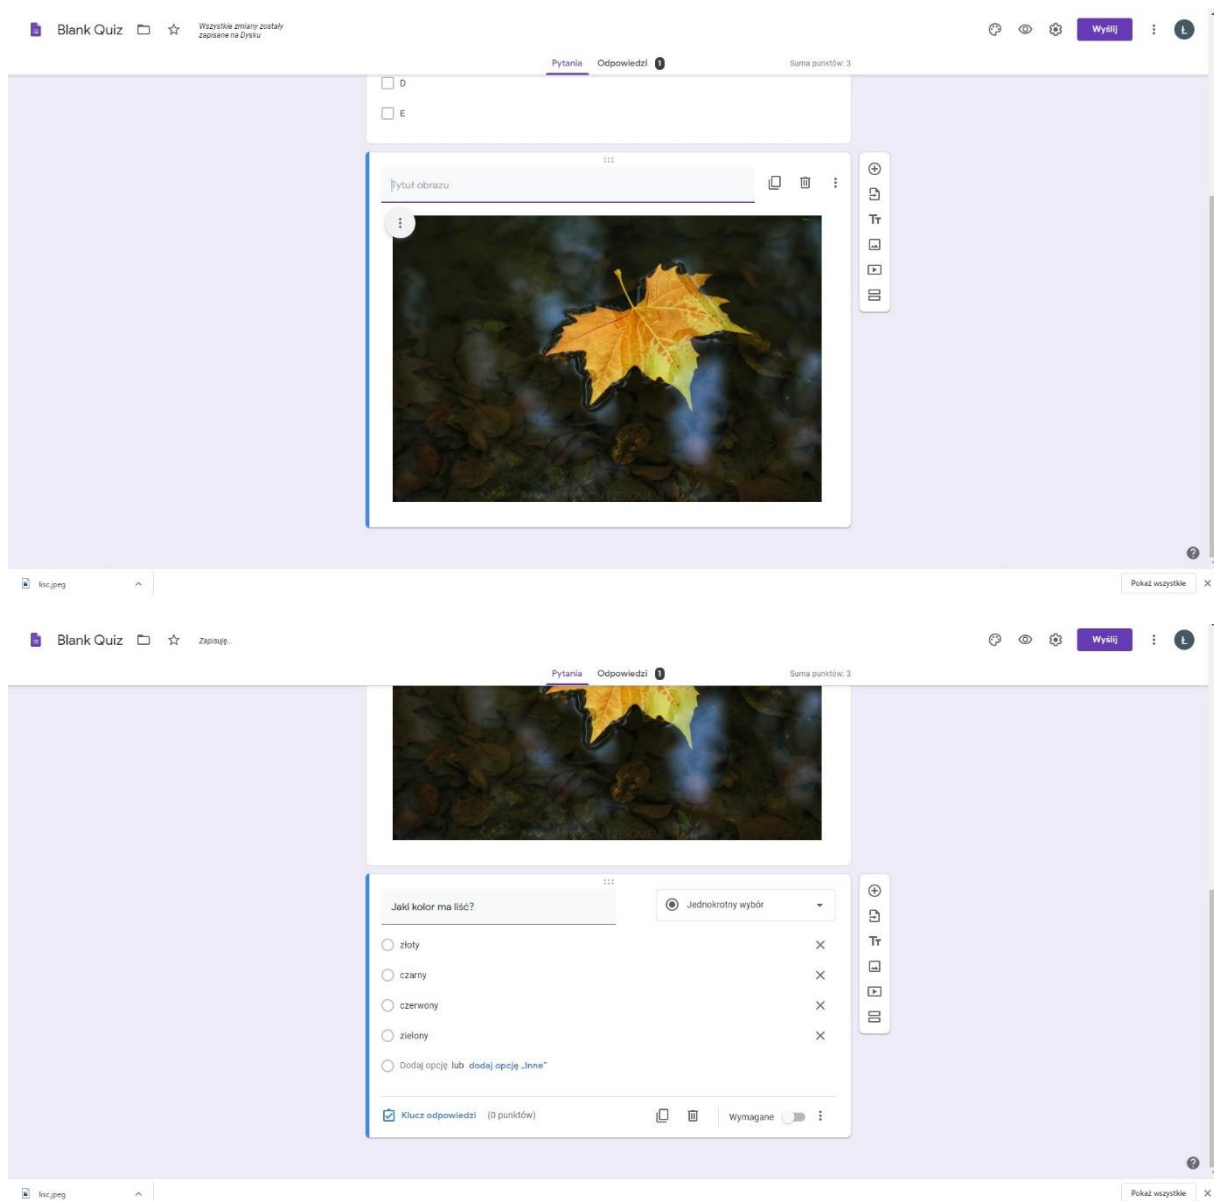 Blank Quiz
Wszystkie zmiany zostały
zapisane na Dysku
Wyślij
Ł
Pytania Odpowiedzi 1
Suma punktów: 3
D
E
Tytuł obrazu
Tт
lisc.jpeg
Pokaż wszystkie
Blank Quiz
Zapisuję...
Wyślij
Ł
Pytania Odpowiedzi 1
Suma punktów: 3
Jaki kolor ma liść?
Jednokrotny wybór
złoty
czarny
czerwony
zielony
Dodaj opcję lub dodaj opcję „Inne”
Tт
Klucz odpowiedzi (0 punktów)
Wymagane
lisc.jpeg
Pokaż wszystkie